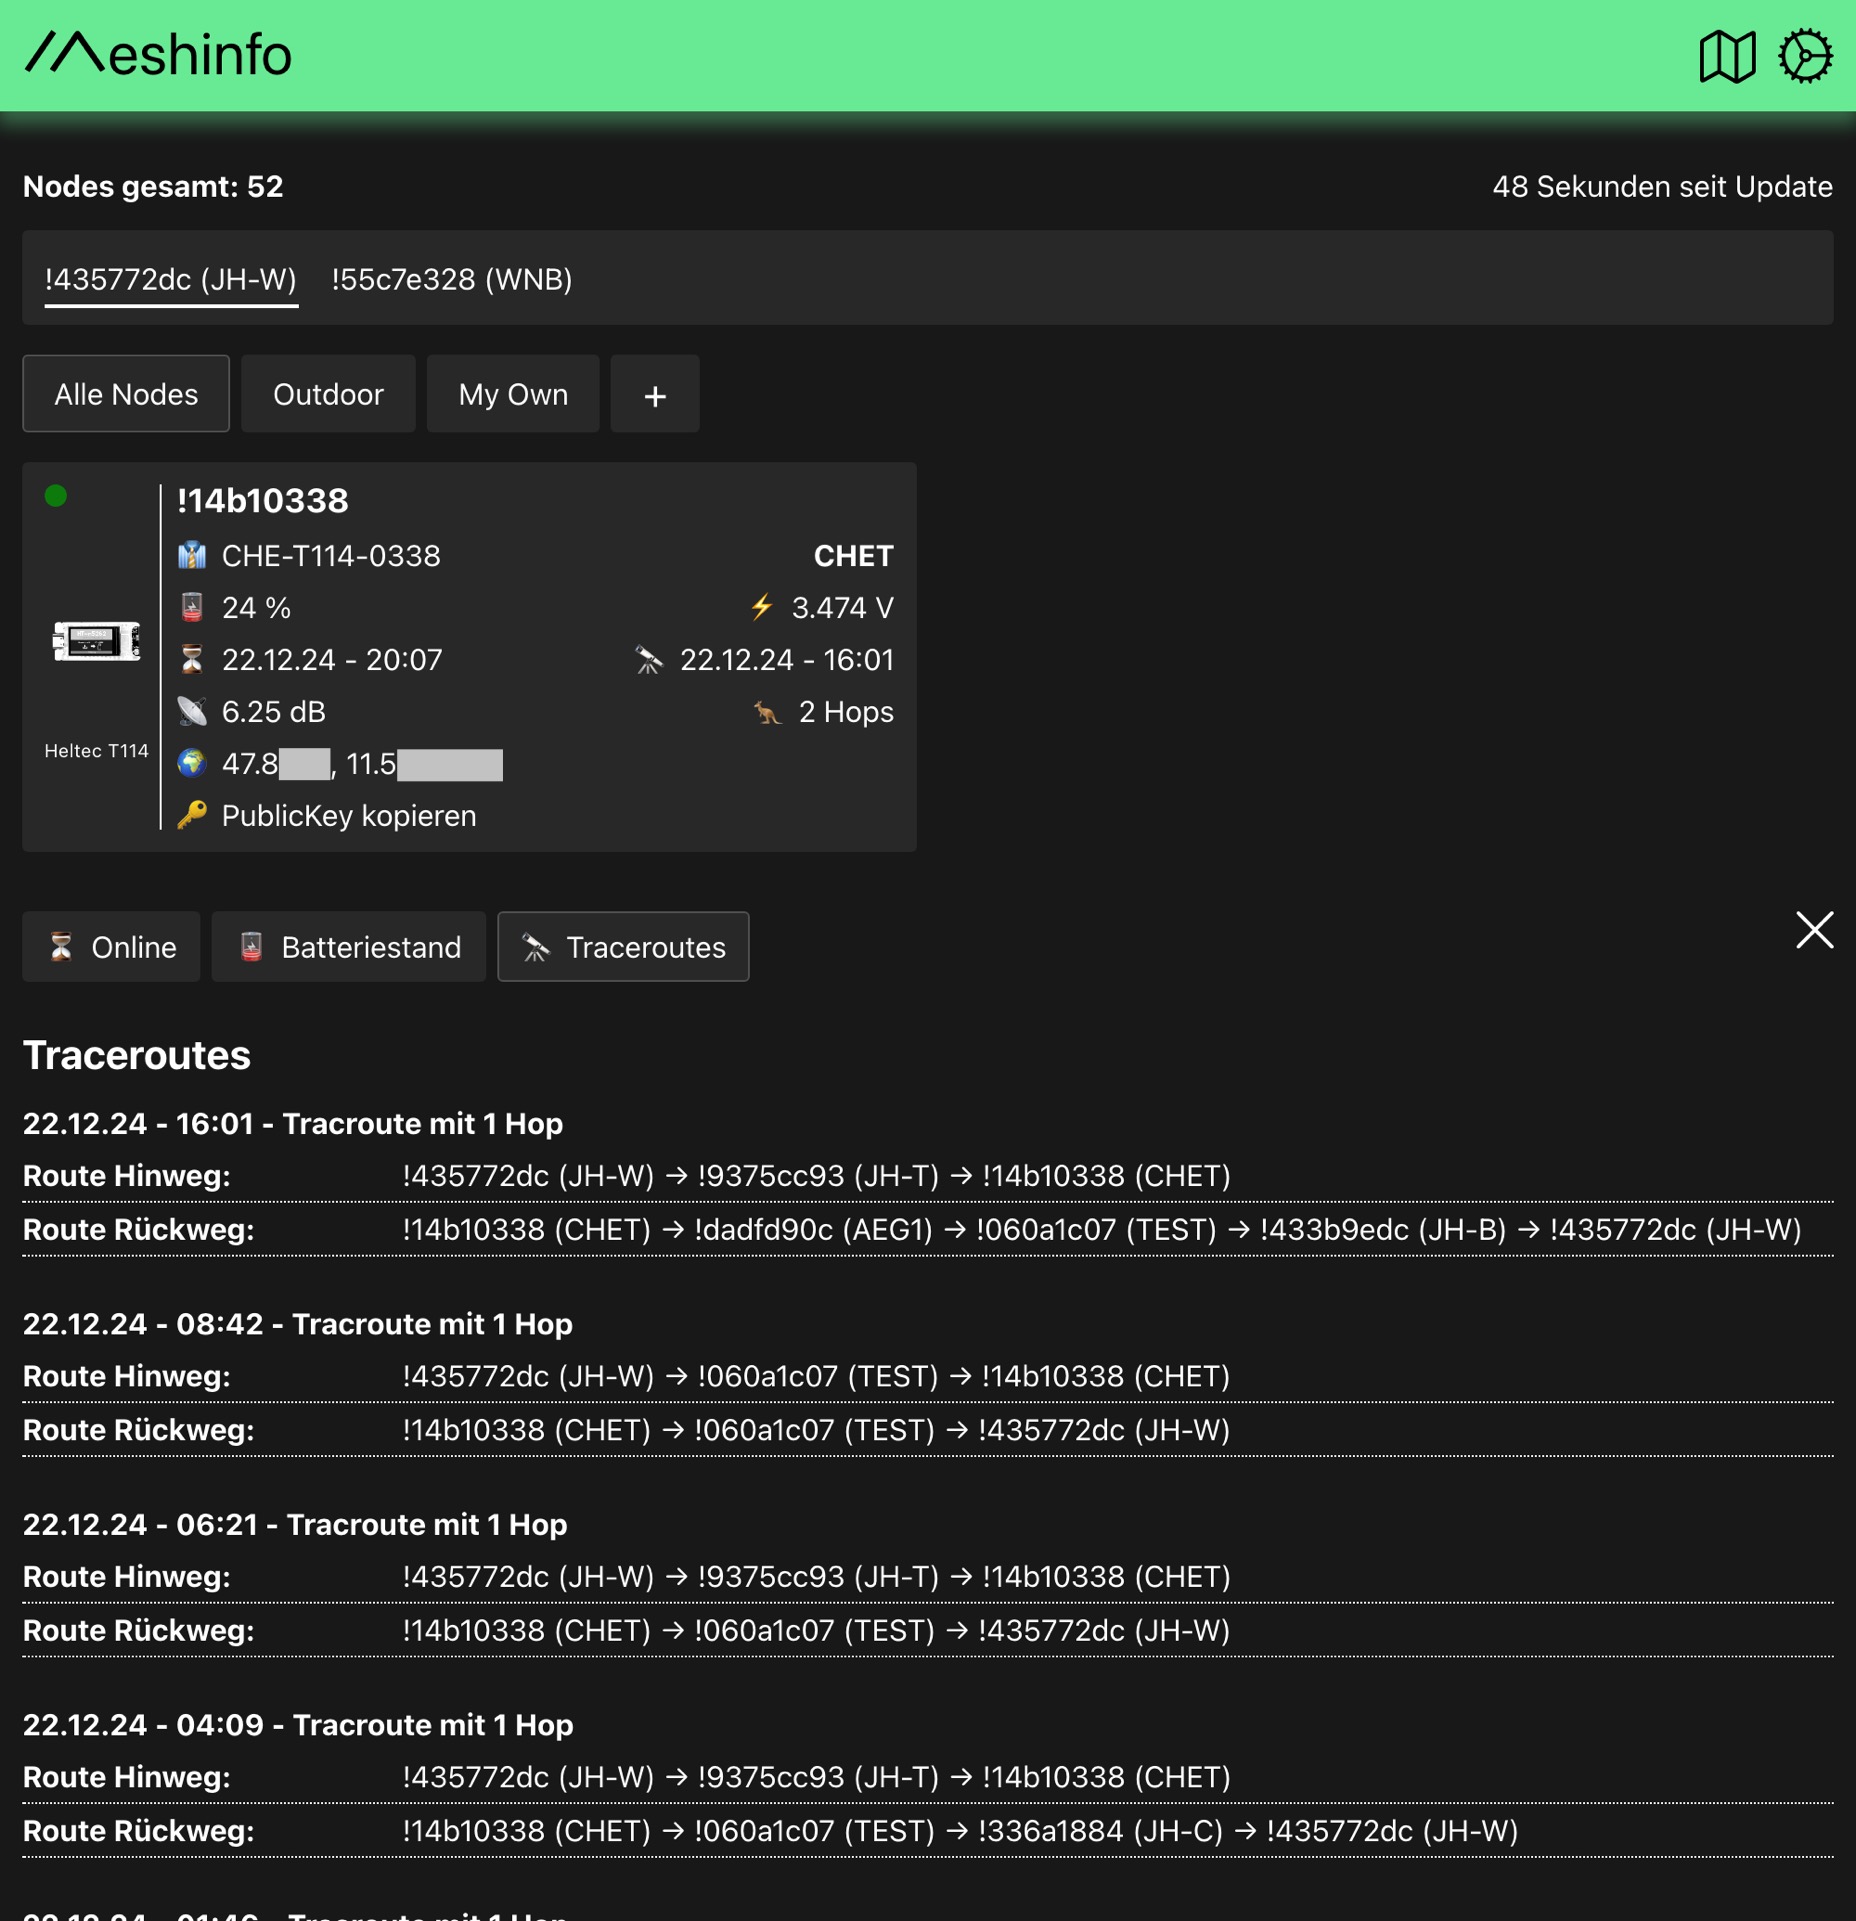 Meshinfo
Nodes gesamt: 52
48 Sekunden seit Update
!435772dc (JH-W) !55c7e328 (WNB)
Alle Nodes Outdoor My Own +
!14b10338
CHE-T114-0338 CHET
24 % 3.474 V
22.12.24 - 20:07 22.12.24 - 16:01
6.25 dB 2 Hops
Heltec T114
47.8 , 11.5
PublicKey kopieren
Online Batteriestand Traceroutes
Traceroutes
22.12.24 - 16:01 - Tracroute mit 1 Hop
Route Hinweg: !435772dc (JH-W) → !9375cc93 (JH-T) → !14b10338 (CHET)
Route Rückweg: !14b10338 (CHET) → !dadfd90c (AEG1) → !060a1c07 (TEST) → !433b9edc (JH-B) → !435772dc (JH-W)
22.12.24 - 08:42 - Tracroute mit 1 Hop
Route Hinweg: !435772dc (JH-W) → !060a1c07 (TEST) → !14b10338 (CHET)
Route Rückweg: !14b10338 (CHET) → !060a1c07 (TEST) → !435772dc (JH-W)
22.12.24 - 06:21 - Tracroute mit 1 Hop
Route Hinweg: !435772dc (JH-W) → !9375cc93 (JH-T) → !14b10338 (CHET)
Route Rückweg: !14b10338 (CHET) → !060a1c07 (TEST) → !435772dc (JH-W)
22.12.24 - 04:09 - Tracroute mit 1 Hop
Route Hinweg: !435772dc (JH-W) → !9375cc93 (JH-T) → !14b10338 (CHET)
Route Rückweg: !14b10338 (CHET) → !060a1c07 (TEST) → !336a1884 (JH-C) → !435772dc (JH-W)